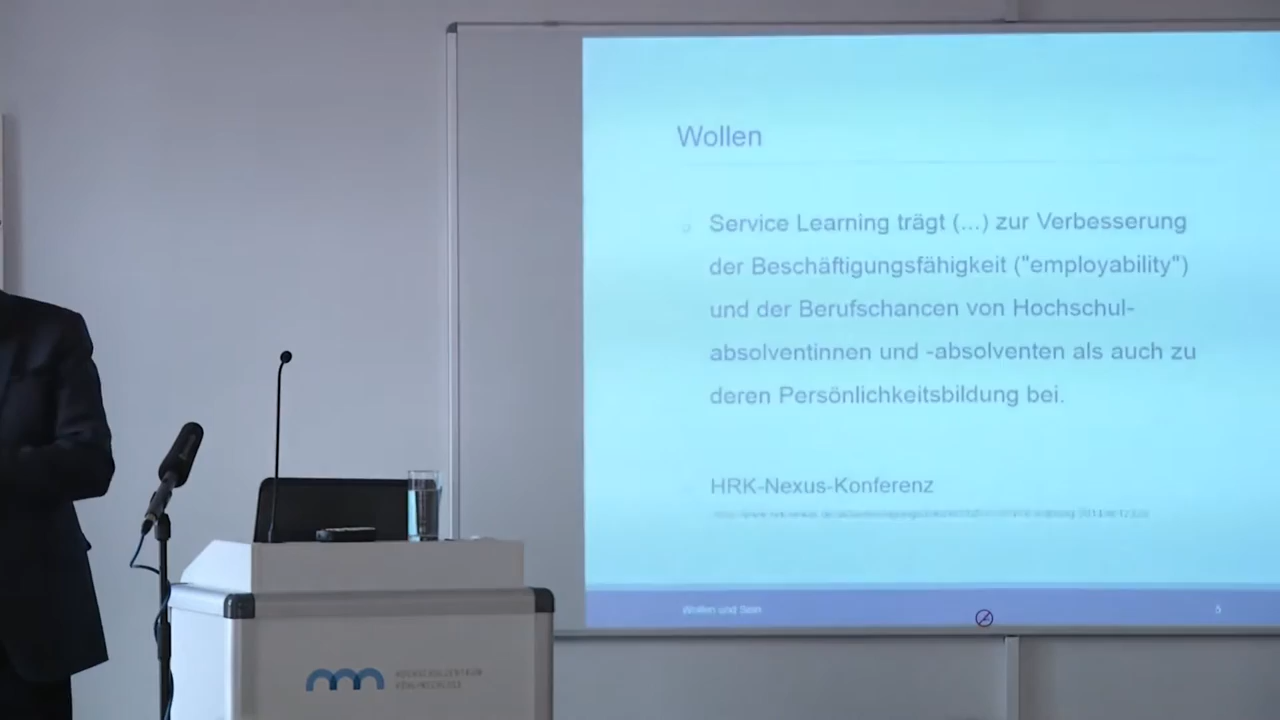 Wollen
Service Learning trägt (...) zur Verbesserung
der Beschäftigungsfähigkeit ("employability")
und der Berufschancen von Hochschul-
absolventinnen und -absolventen als auch zu
deren Persönlichkeitsbildung bei.
HRK-Nexus-Konferenz
Wollen und Sein
5
HOCHSCHULZENTRUM